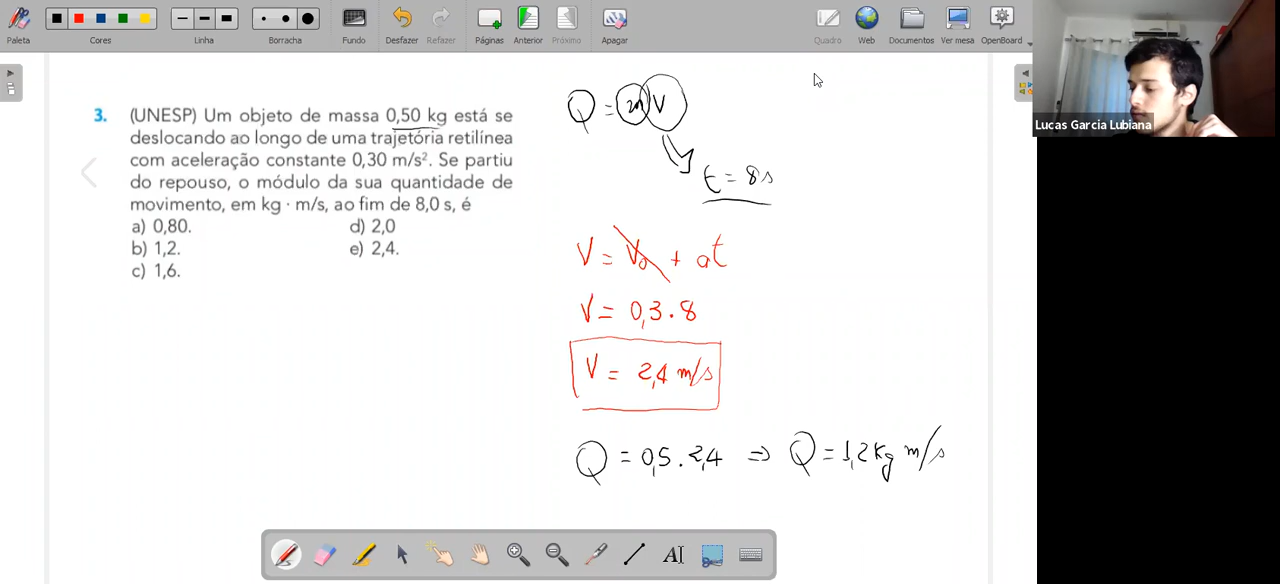 Paleta
Cores
Linha
Borracha
Fundo
Desfazer
Refazer
Páginas
Anterior
Próximo
Apagar
Quadro
Web
Documentos
Ver mesa
OpenBoard
Lucas Garcia Lubiana
3. (UNESP) Um objeto de massa 0,50 kg está se
deslocando ao longo de uma trajetória retilínea
com aceleração constante 0,30 m/s². Se partiu
do repouso, o módulo da sua quantidade de
movimento, em kg · m/s, ao fim de 8,0 s, é
a) 0,80. d) 2,0
b) 1,2. e) 2,4.
c) 1,6.
Q = m V
t = 8s
V = V₀ + at
V = 0,3 . 8
V = 2,4 m/s
Q = 0,5 . 2,4 ⇒ Q = 1,2 kg m/s
AI